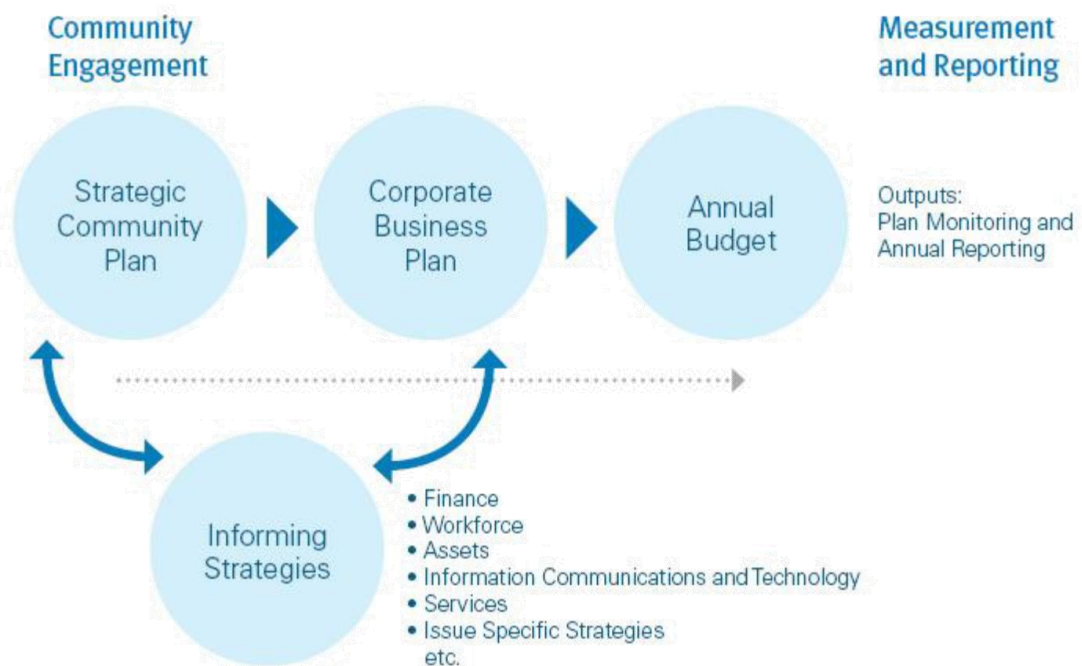 Community
Engagement
Measurement
and Reporting
Strategic
Community
Plan
Corporate
Business
Plan
Annual
Budget
Outputs:
Plan Monitoring and
Annual Reporting
Informing
Strategies
• Finance
• Workforce
• Assets
• Information Communications and Technology
• Services
• Issue Specific Strategies
etc.